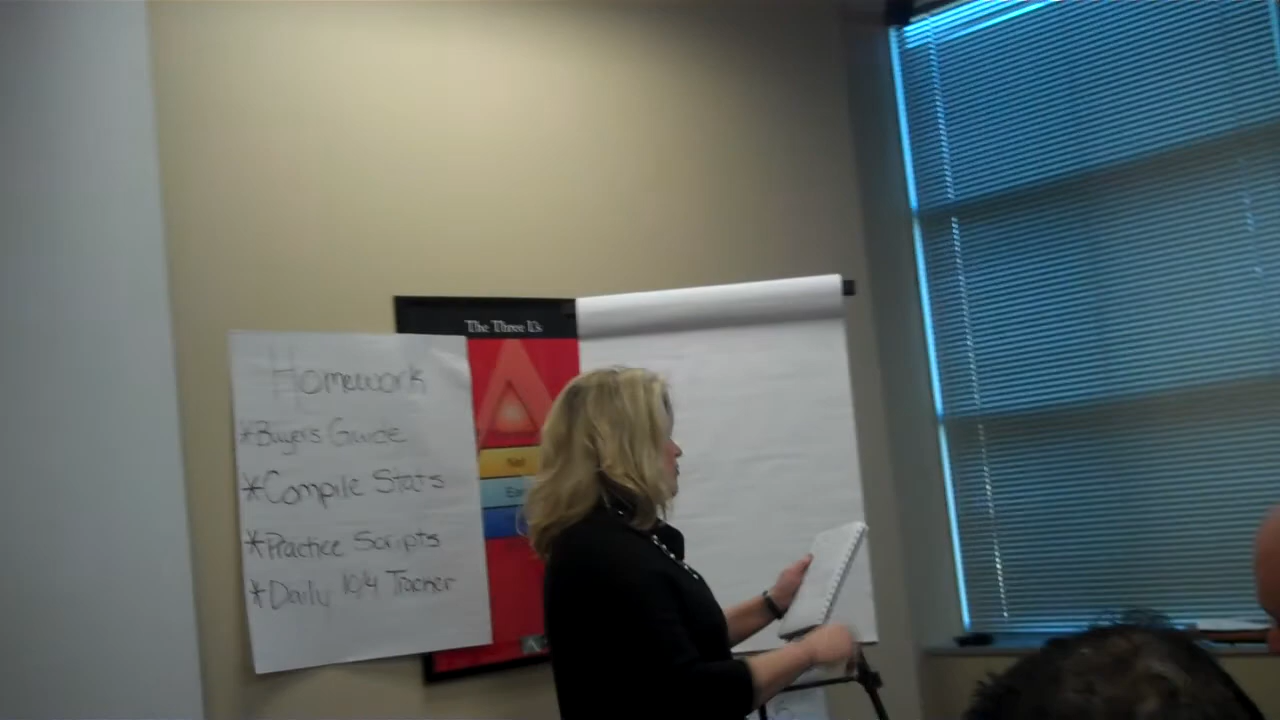 The Three L's
Homework
*Buyers Guide
*Compile Stats
*Practice Scripts
*Daily 10/4 Tracker